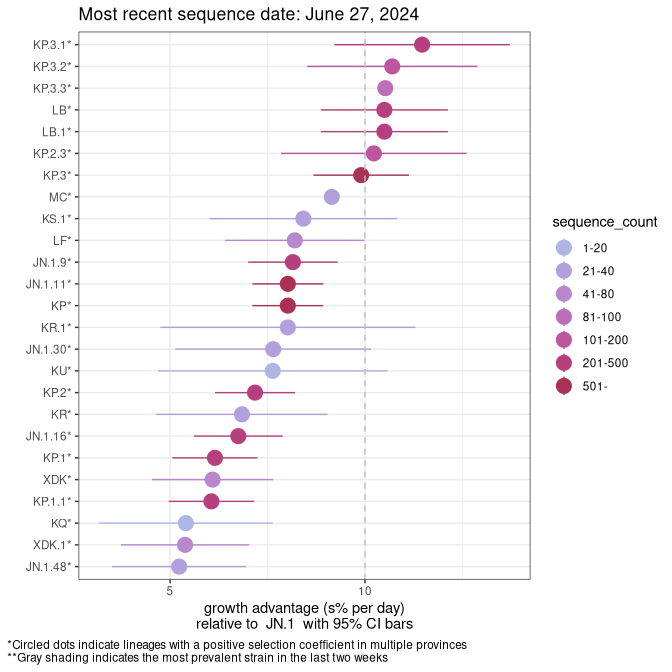 Most recent sequence date: June 27, 2024
KP.3.1*
KP.3.2*
KP.3.3*
LB*
LB.1*
KP.2.3*
KP.3*
MC*
KS.1*
LF*
JN.1.9*
JN.1.11*
KP*
KR.1*
JN.1.30*
KU*
KP.2*
KR*
JN.1.16*
KP.1*
XDK*
KP.1.1*
KQ*
XDK.1*
JN.1.48*
5
10
growth advantage (s% per day)
relative to  JN.1  with 95% CI bars
sequence_count
1-20
21-40
41-80
81-100
101-200
201-500
501-
*Circled dots indicate lineages with a positive selection coefficient in multiple provinces
**Gray shading indicates the most prevalent strain in the last two weeks